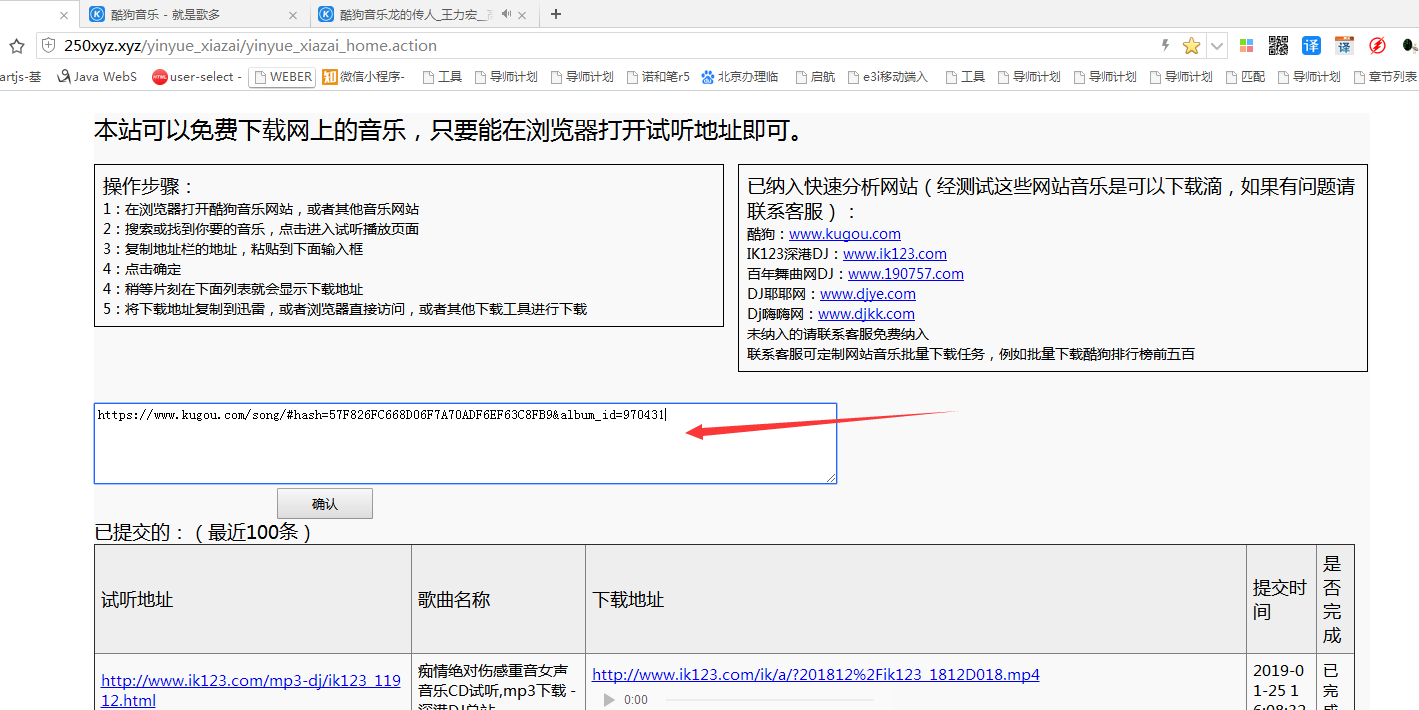 酷狗音乐 - 就是歌多
酷狗音乐龙的传人_王力宏_
250xyz.xyz/yinyue_xiazai/yinyue_xiazai_home.action
artjs-基 Java WebS user-select - WEBER 微信小程序- 工具 导师计划 导师计划 诺和笔r5 北京办理临 启航 e3i移动端入 工具 导师计划 导师计划 导师计划 匹配 导师计划 章节列表
本站可以免费下载网上的音乐，只要能在浏览器打开试听地址即可。
操作步骤：
1：在浏览器打开酷狗音乐网站，或者其他音乐网站
2：搜索或找到你要的音乐，点击进入试听播放页面
3：复制地址栏的地址，粘贴到下面输入框
4：点击确定
4：稍等片刻在下面列表就会显示下载地址
5：将下载地址复制到迅雷，或者浏览器直接访问，或者其他下载工具进行下载
已纳入快速分析网站（经测试这些网站音乐是可以下载滴，如果有问题请
联系客服）：
酷狗：www.kugou.com
IK123深港DJ：www.ik123.com
百年舞曲网DJ：www.190757.com
DJ耶耶网：www.djye.com
Dj嗨嗨网：www.djkk.com
未纳入的请联系客服免费纳入
联系客服可定制网站音乐批量下载任务，例如批量下载酷狗排行榜前五百
https://www.kugou.com/song/#hash=57F826FC668D06F7A70ADF6EF63C8FB9&album_id=970431
确认
已提交的：（最近100条）
试听地址
歌曲名称
下载地址
提交时
间
是
否
完
成
http://www.ik123.com/mp3-dj/ik123_119
12.html
痴情绝对伤感重音女声
音乐CD试听,mp3下载 -
深港DJ总站
http://www.ik123.com/ik/a/?201812%2Fik123_1812D018.mp4
0:00
2019-0
1-25 1
6:08:32
已
完
成